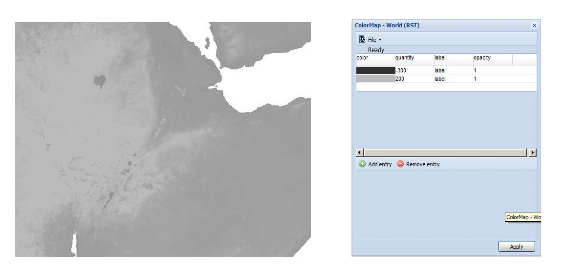 ColorMap - World (RST)
File
Ready
color quantity label opacity
-300 label 1
200 label 1
Add entry Remove entry
ColorMap - Wo
Apply